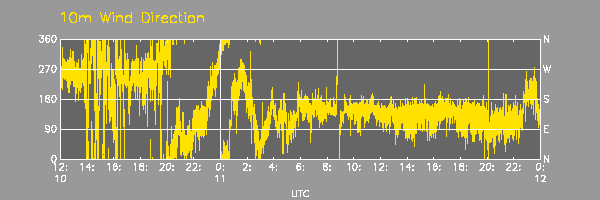 10m Wind Direction
360 N
270 W
180 S
90 E
0 N
12: 14: 16: 18: 20: 22: 0: 2: 4: 6: 8: 10: 12: 14: 16: 18: 20: 22: 0:
10 11 12
UTC